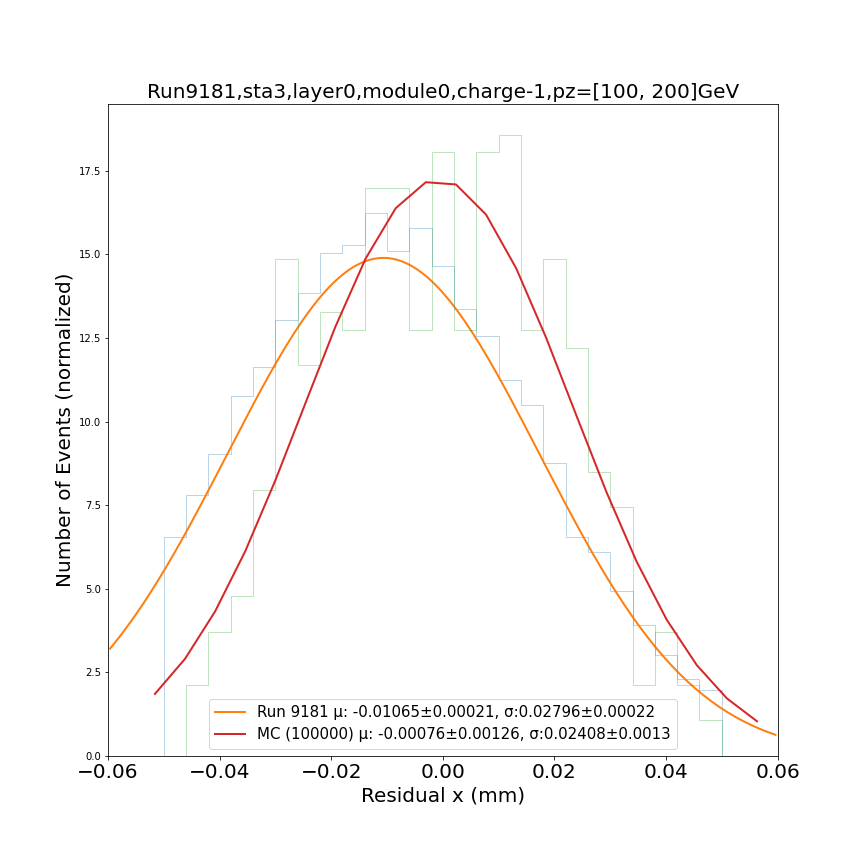 Run9181,sta3,layer0,module0,charge-1,pz=[100, 200]GeV
Number of Events (normalized)
17.5
15.0
12.5
10.0
7.5
5.0
2.5
0.0
Run 9181 μ: -0.01065±0.00021, σ:0.02796±0.00022
MC (100000) μ: -0.00076±0.00126, σ:0.02408±0.0013
−0.06 −0.04 −0.02 0.00 0.02 0.04 0.06
Residual x (mm)